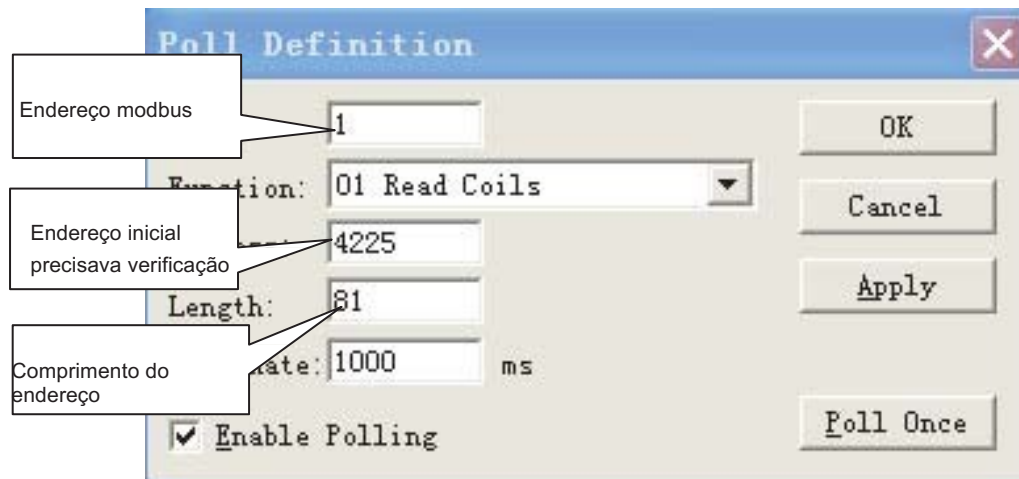 Poll Definition
Endereço modbus
1
OK
Function: 01 Read Coils
Cancel
Endereço inicial
precisava verificação
4225
Apply
Length: 81
Comprimento do
endereço
1000 ms
Enable Polling
Poll Once